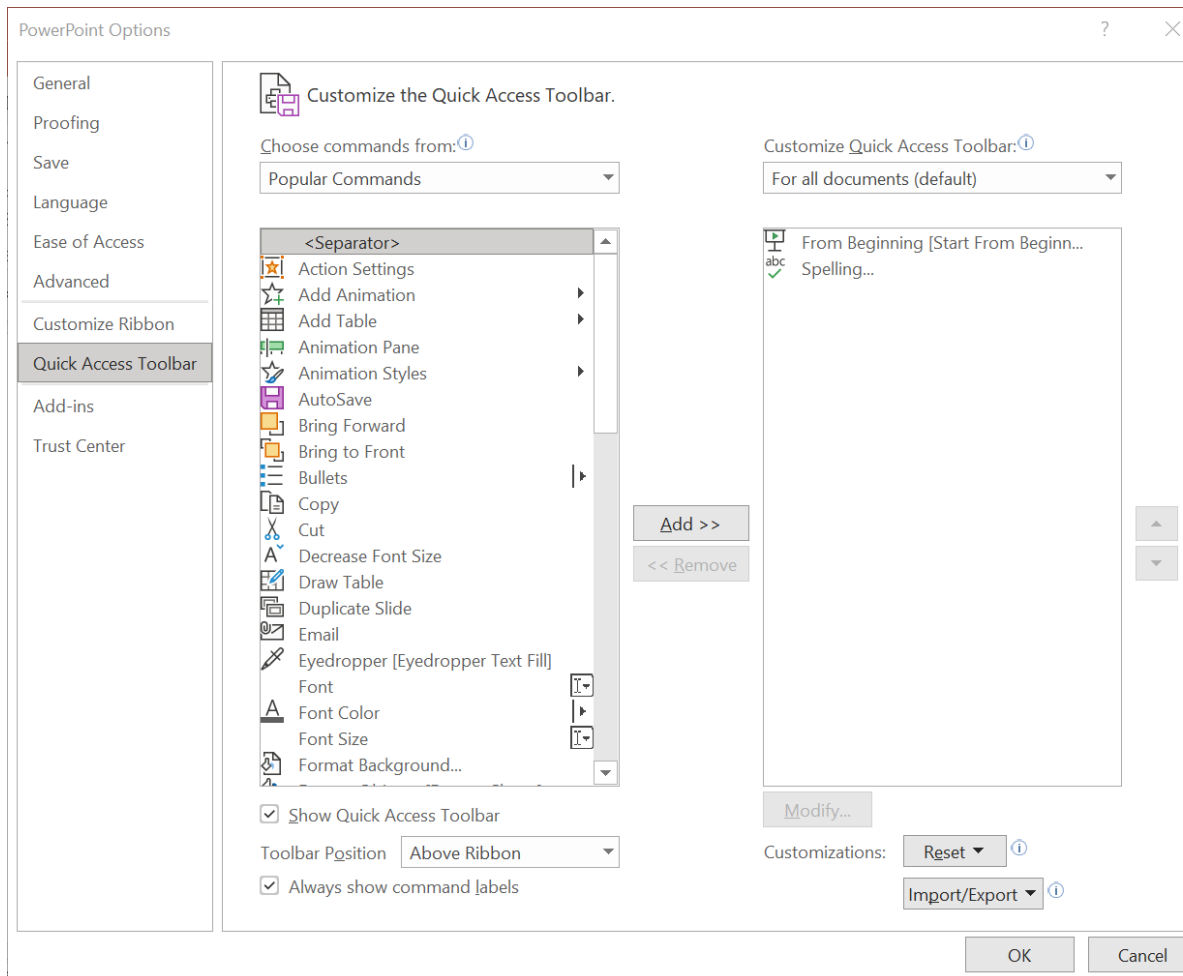 PowerPoint Options
?
General
Proofing
Save
Language
Ease of Access
Advanced
Customize Ribbon
Quick Access Toolbar
Add-ins
Trust Center
Customize the Quick Access Toolbar.
Choose commands from:
Popular Commands
<Separator>
Action Settings
Add Animation
Add Table
Animation Pane
Animation Styles
AutoSave
Bring Forward
Bring to Front
Bullets
Copy
Cut
Decrease Font Size
Draw Table
Duplicate Slide
Email
Eyedropper [Eyedropper Text Fill]
Font
Font Color
Font Size
Format Background...
Show Quick Access Toolbar
Toolbar Position
Above Ribbon
Always show command labels
Add >>
<< Remove
Customize Quick Access Toolbar:
For all documents (default)
From Beginning [Start From Beginn...
abc
Spelling...
Modify...
Customizations:
Reset
Import/Export
OK
Cancel